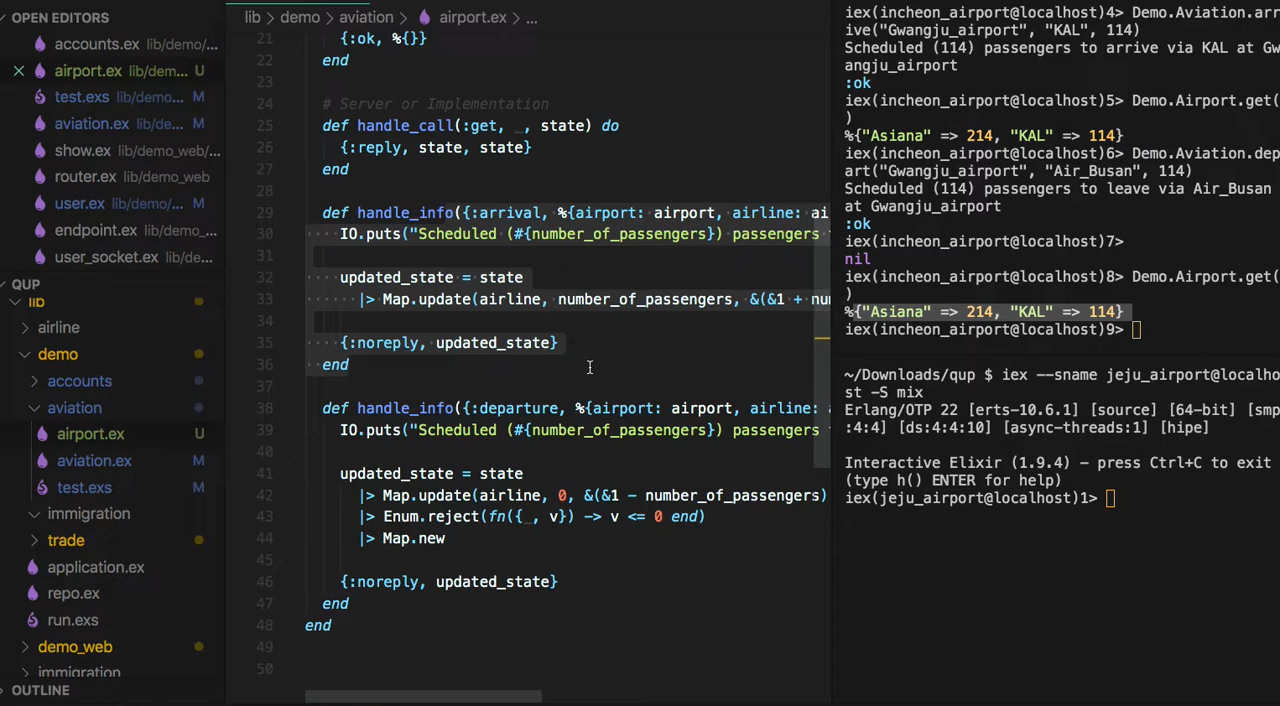 OPEN EDITORS
accounts.ex lib/demo/...
airport.ex lib/dem... U
test.exs lib/demo... M
aviation.ex lib/de... M
show.ex lib/demo_web/...
router.ex lib/demo_web
user.ex lib/demo/... M
endpoint.ex lib/demo_...
user_socket.ex lib/de...
QUP
lib
airline
demo
accounts
aviation
airport.ex U
aviation.ex M
test.exs M
immigration
trade
application.ex
repo.ex
run.exs
demo_web
immigration
OUTLINE
lib > demo > aviation > airport.ex > ...
21 {:ok, %{}}
22 end
23
24 # Server or Implementation
25 def handle_call(:get, _, state) do
26 {:reply, state, state}
27 end
28
29 def handle_info({:arrival, %{airport: airport, airline: ai
30 IO.puts("Scheduled (#{number_of_passengers}) passengers
31
32 updated_state = state
33 |> Map.update(airline, number_of_passengers, &(&1 + num
34
35 {:noreply, updated_state}
36 end
37
38 def handle_info({:departure, %{airport: airport, airline:
39 IO.puts("Scheduled (#{number_of_passengers}) passengers
40
41 updated_state = state
42 |> Map.update(airline, 0, &(&1 - number_of_passengers)
43 |> Enum.reject(fn({_, v}) -> v <= 0 end)
44 |> Map.new
45
46 {:noreply, updated_state}
47 end
48 end
49
50
iex(incheon_airport@localhost)4> Demo.Aviation.arr
ive("Gwangju_airport", "KAL", 114)
Scheduled (114) passengers to arrive via KAL at Gw
angju_airport
:ok
iex(incheon_airport@localhost)5> Demo.Airport.get(
)
%{"Asiana" => 214, "KAL" => 114}
iex(incheon_airport@localhost)6> Demo.Aviation.dep
art("Gwangju_airport", "Air_Busan", 114)
Scheduled (114) passengers to leave via Air_Busan
at Gwangju_airport
:ok
iex(incheon_airport@localhost)7>
nil
iex(incheon_airport@localhost)8> Demo.Airport.get(
)
%{"Asiana" => 214, "KAL" => 114}
iex(incheon_airport@localhost)9>
~/Downloads/qup $ iex --sname jeju_airport@localho
st -S mix
Erlang/OTP 22 [erts-10.6.1] [source] [64-bit] [smp
:4:4] [ds:4:4:10] [async-threads:1] [hipe]
Interactive Elixir (1.9.4) - press Ctrl+C to exit
(type h() ENTER for help)
iex(jeju_airport@localhost)1>